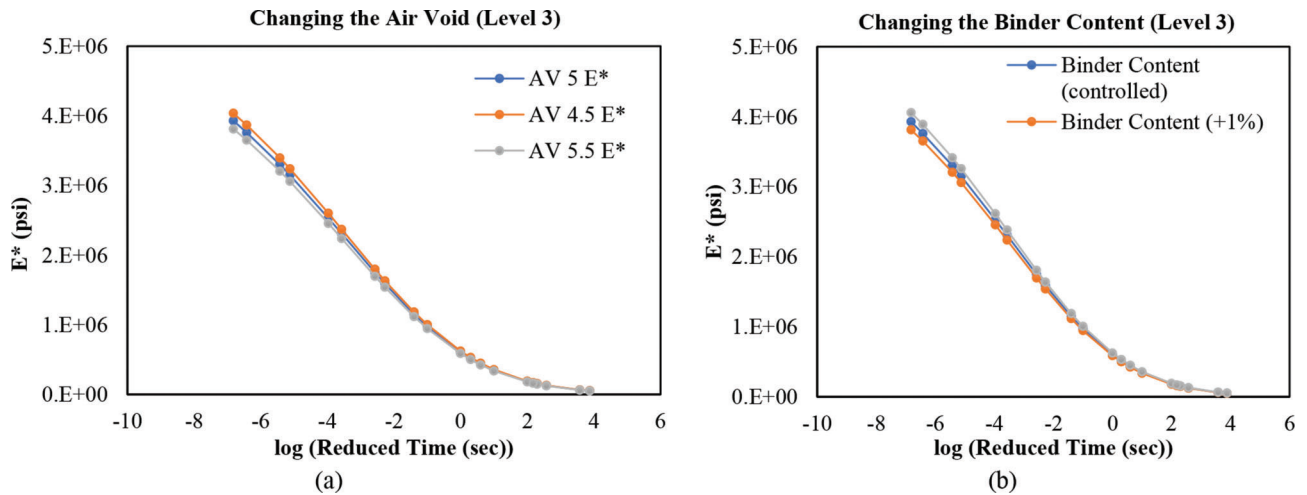 Changing the Air Void (Level 3)
5.E+06
4.E+06
3.E+06
2.E+06
1.E+06
0.E+00
E* (psi)
AV 5 E*
AV 4.5 E*
AV 5.5 E*
-10 -8 -6 -4 -2 0 2 4 6
log (Reduced Time (sec))
(a)
Changing the Binder Content (Level 3)
5.E+06
4.E+06
3.E+06
2.E+06
1.E+06
0.E+00
E* (psi)
Binder Content
(controlled)
Binder Content (+1%)
-10 -8 -6 -4 -2 0 2 4 6
log (Reduced Time (sec))
(b)